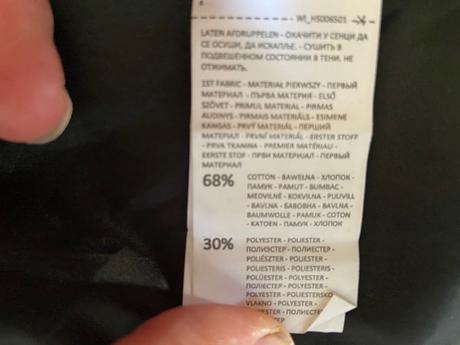 WI_HS006S01
LATEN AFDRUPPELEN - ОКАЧИТИ У СЕНЦИ ДА
СЕ ОСУШИ, ДА ИСКАПЉЕ. - СУШИТЬ В
ПОДВЕШЕННОМ СОСТОЯНИИ В ТЕНИ. НЕ
ОТЖИМАТЬ.
1ST FABRIC - MATERIAŁ PIERWSZY - ПЕРВЫЙ
МАТЕРИАЛ - ПЪРВА МАТЕРИЯ - ELSŐ
SZÖVET - PRIMUL MATERIAL - PIRMAS
AUDINYS - PIRMAIS MATERIĀLS - ESIMENE
KANGAS - PRVÝ MATERIÁL - ПЕРШИЙ
МАТЕРІАЛ - PRVNÍ MATERIÁL - ERSTER STOFF
- PRVA TKANINA - PREMIER MATÉRIAU -
EERSTE STOF - ПРВИ МАТЕРИЈАЛ - ПЕРВЫЙ
МАТЕРИАЛ
68% COTTON - BAWEŁNA - ХЛОПОК -
ПАМУК - PAMUT - BUMBAC -
MEDVILNĖ - KOKVILNA - PUUVILL
- BAVLNA - БАВОВНА - BAVLNA -
BAUMWOLLE - PAMUK - COTON
- KATOEN - ПАМУК - ХЛОПОК
30% POLYESTER - POLIESTER -
ПОЛИЭСТЕР - ПОЛИЕСТЕР -
POLIÉSZTER - POLIESTER -
POLIESTERIS - POLIESTERIS -
POLÜESTER - POLYESTER -
ПОЛІЕСТЕР - POLYESTER -
POLYESTER - POLIESTERSKO
VLAKNO - POLYESTER -
POLYESTER - ПОЛИЕСТЕР